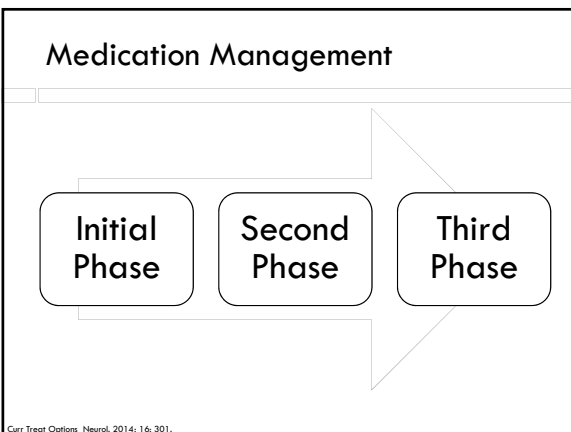 Medication Management
Initial
Phase
Second
Phase
Third
Phase
Curr Treat Options Neurol. 2014; 16: 301.